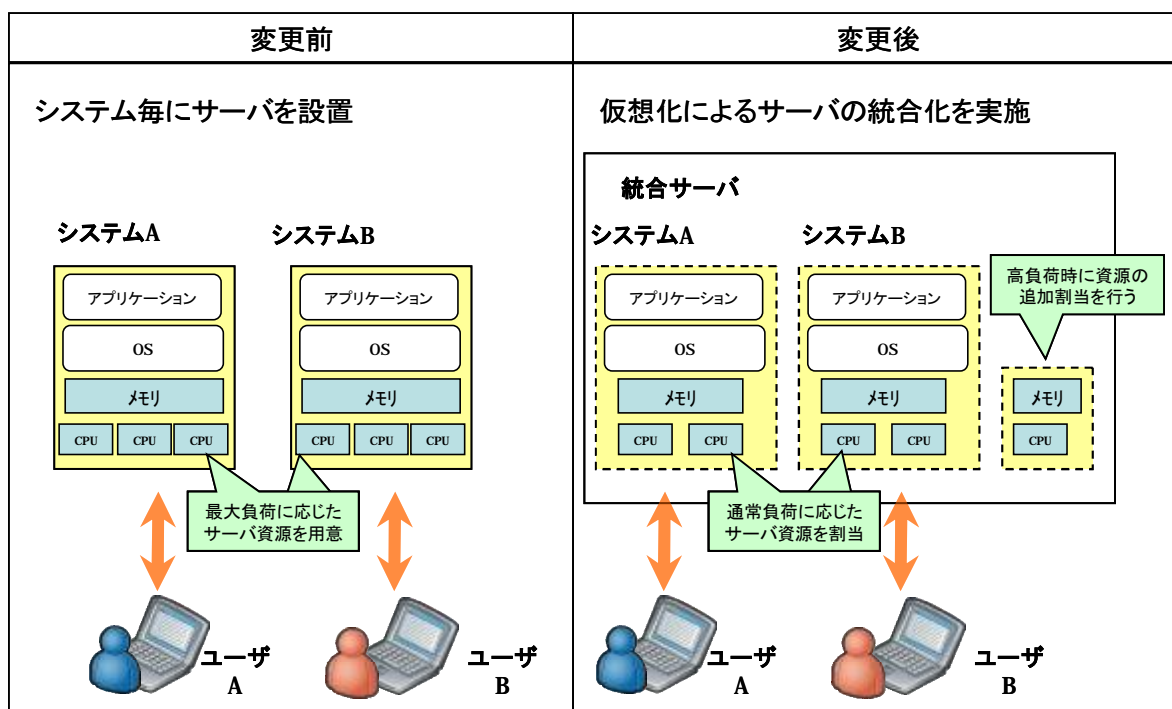 変更前
変更後
システム毎にサーバを設置
仮想化によるサーバの統合化を実施
システムA
システムB
アプリケーション
アプリケーション
OS
OS
メモリ
メモリ
CPU
CPU
CPU
CPU
CPU
CPU
最大負荷に応じた
サーバ資源を用意
ユーザ
A
ユーザ
B
統合サーバ
システムA
システムB
アプリケーション
アプリケーション
高負荷時に資源の
追加割当を行う
OS
OS
メモリ
メモリ
メモリ
CPU
CPU
CPU
CPU
CPU
通常負荷に応じた
サーバ資源を割当
ユーザ
A
ユーザ
B